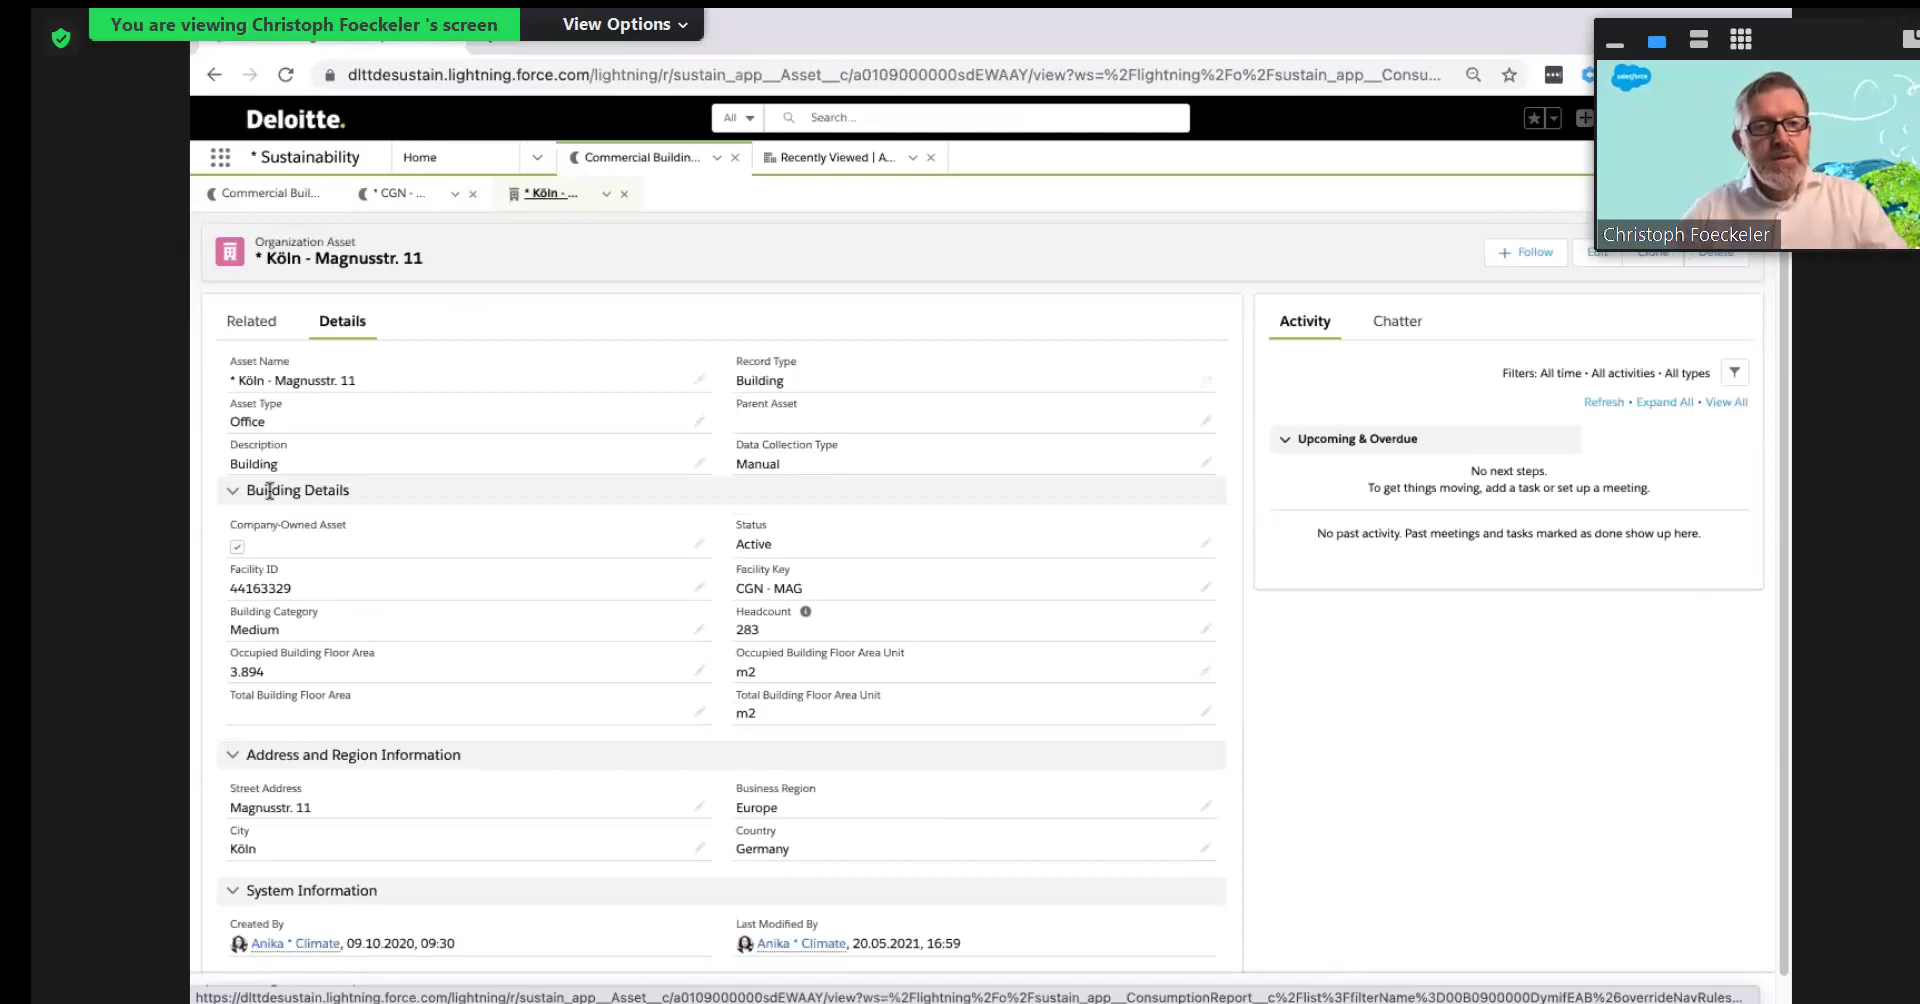 You are viewing Christoph Foeckeler 's screen
View Options
dlttdesustain.lightning.force.com/lightning/r/sustain_app__Asset__c/a0109000000sdEWAAY/view?ws=%2Flightning%2Fo%2Fsustain_app__Consu...
salesforce
Deloitte.
All
Search...
* Sustainability
Home
Commercial Buildin...
Recently Viewed | A...
Commercial Buil...
* CGN - ...
* Köln - ...
Christoph Foeckeler
Organization Asset
* Köln - Magnusstr. 11
Follow
Edit
Clone
Delete
Related
Details
Asset Name
* Köln - Magnusstr. 11
Record Type
Building
Asset Type
Office
Parent Asset
Description
Building
Data Collection Type
Manual
Building Details
Company-Owned Asset
Status
Active
Facility ID
44163329
Facility Key
CGN - MAG
Building Category
Medium
Headcount
283
Occupied Building Floor Area
3.894
Occupied Building Floor Area Unit
m2
Total Building Floor Area
Total Building Floor Area Unit
m2
Address and Region Information
Street Address
Magnusstr. 11
Business Region
Europe
City
Köln
Country
Germany
System Information
Created By
Anika * Climate, 09.10.2020, 09:30
Last Modified By
Anika * Climate, 20.05.2021, 16:59
Activity
Chatter
Filters: All time • All activities • All types
Refresh • Expand All • View All
Upcoming & Overdue
No next steps.
To get things moving, add a task or set up a meeting.
No past activity. Past meetings and tasks marked as done show up here.
https://dlttdesustain.lightning.force.com/lightning/r/sustain_app__Asset__c/a0109000000sdEWAAY/view?ws=%2Flightning%2Fo%2Fsustain_app__ConsumptionReport__c%2Flist%3FfilterName%3D00B0900000DymifEAB%26overrideNavRules...